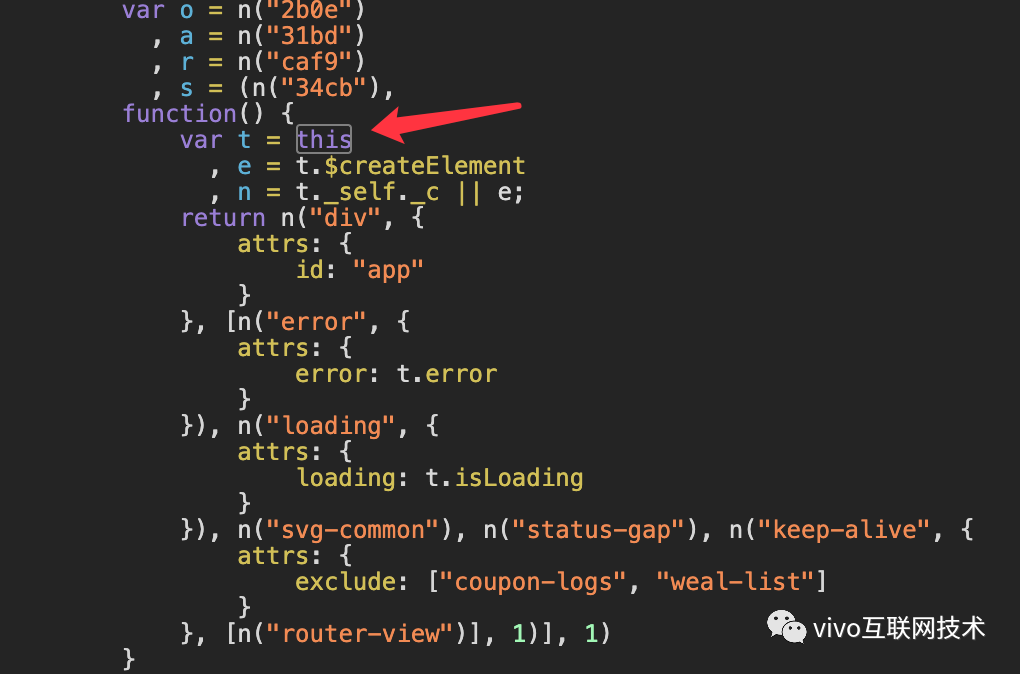 var o = n("2b0e")
  , a = n("31bd")
  , r = n("caf9")
  , s = (n("34cb"),
function() {
    var t = this
      , e = t.$createElement
      , n = t._self._c || e;
    return n("div", {
        attrs: {
            id: "app"
        }
    }, [n("error", {
        attrs: {
            error: t.error
        }
    }), n("loading", {
        attrs: {
            loading: t.isLoading
        }
    }), n("svg-common"), n("status-gap"), n("keep-alive", {
        attrs: {
            exclude: ["coupon-logs", "weal-list"]
        }
    }, [n("router-view")], 1)], 1)
}
vivo互联网技术